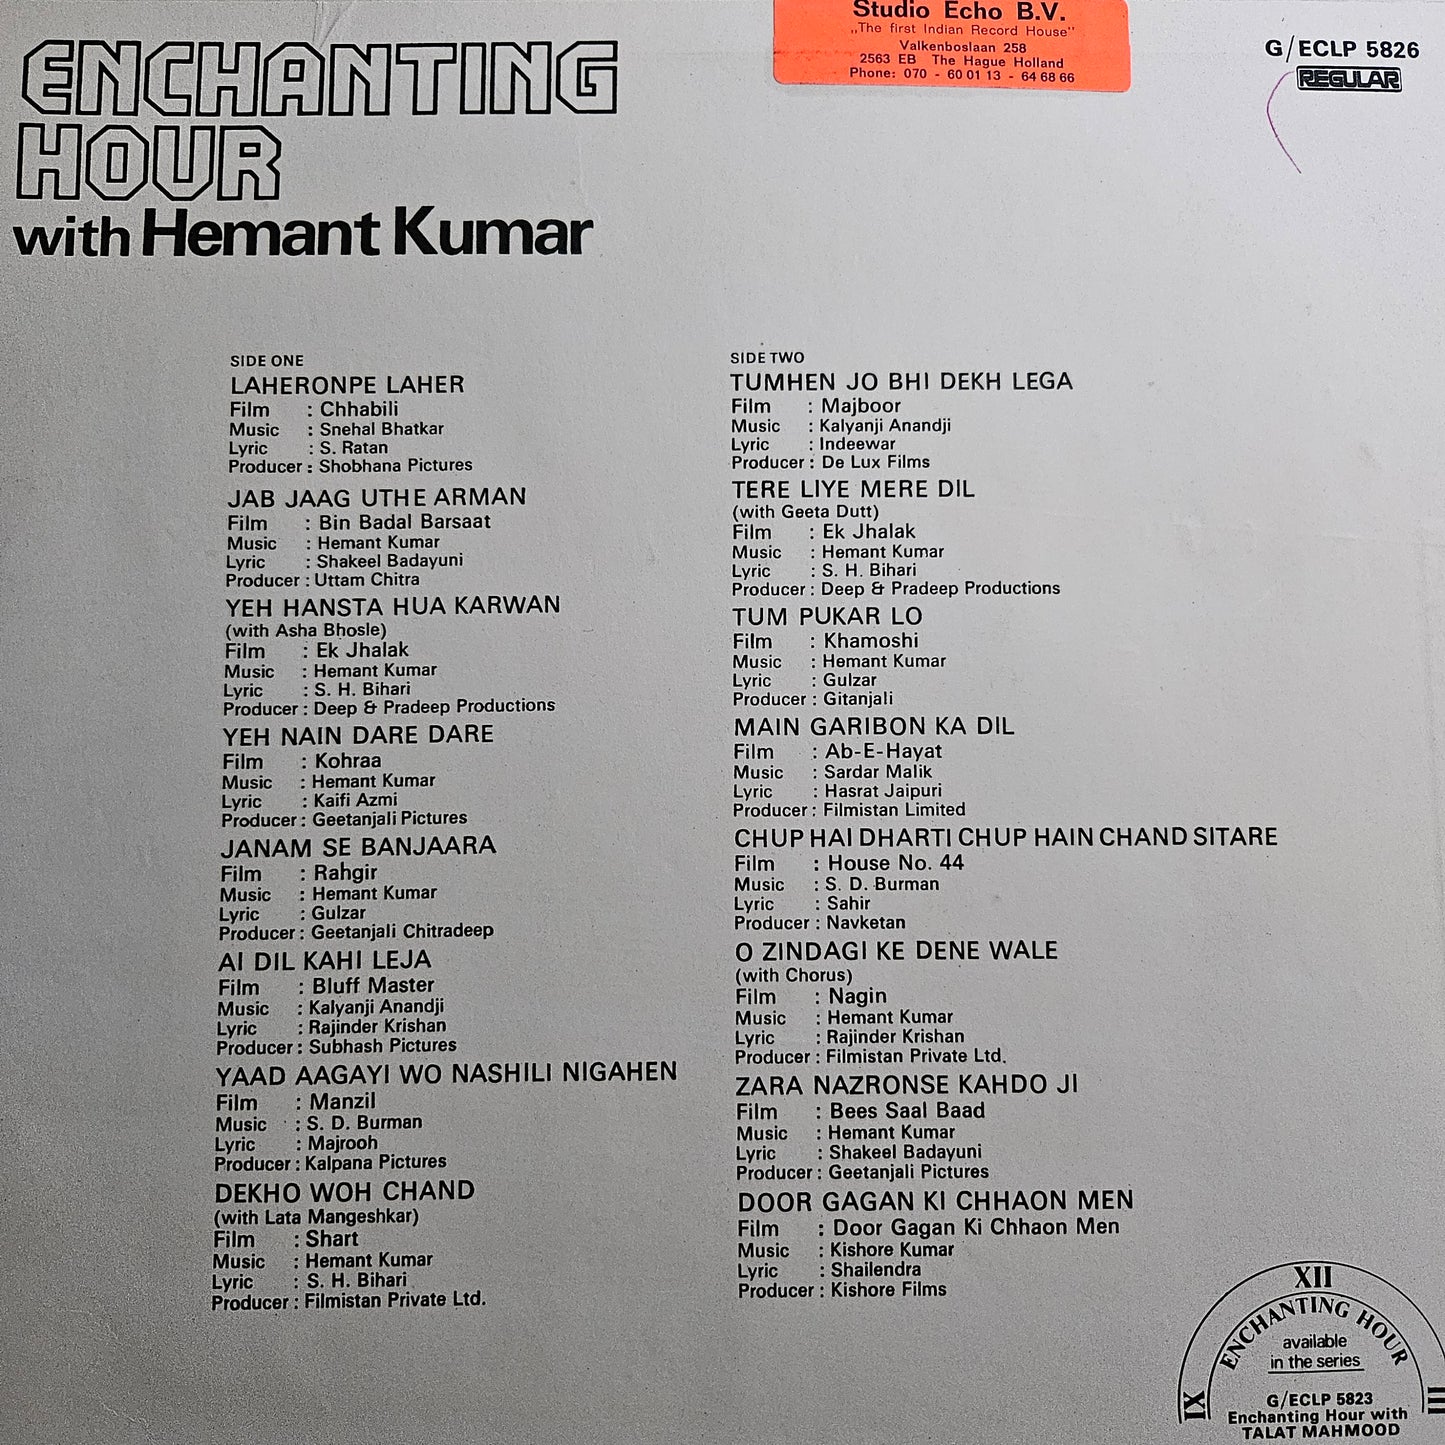 Studio Echo B.V.
„The first Indian Record House"
Valkenboslaan 258
2563 EB The Hague Holland
Phone: 070 - 60 01 13 - 64 68 66
G/ECLP 5826
REGULAR
ENCHANTING
HOUR
with Hemant Kumar
SIDE ONE
LAHERONPE LAHER
Film : Chhabili
Music : Snehal Bhatkar
Lyric : S. Ratan
Producer : Shobhana Pictures
JAB JAAG UTHE ARMAN
Film : Bin Badal Barsaat
Music : Hemant Kumar
Lyric : Shakeel Badayuni
Producer : Uttam Chitra
YEH HANSTA HUA KARWAN
(with Asha Bhosle)
Film : Ek Jhalak
Music : Hemant Kumar
Lyric : S. H. Bihari
Producer : Deep & Pradeep Productions
YEH NAIN DARE DARE
Film : Kohraa
Music : Hemant Kumar
Lyric : Kaifi Azmi
Producer : Geetanjali Pictures
JANAM SE BANJAARA
Film : Rahgir
Music : Hemant Kumar
Lyric : Gulzar
Producer : Geetanjali Chitradeep
AI DIL KAHI LEJA
Film : Bluff Master
Music : Kalyanji Anandji
Lyric : Rajinder Krishan
Producer : Subhash Pictures
YAAD AAGAYI WO NASHILI NIGAHEN
Film : Manzil
Music : S. D. Burman
Lyric : Majrooh
Producer : Kalpana Pictures
DEKHO WOH CHAND
(with Lata Mangeshkar)
Film : Shart
Music : Hemant Kumar
Lyric : S. H. Bihari
Producer : Filmistan Private Ltd.
SIDE TWO
TUMHEN JO BHI DEKH LEGA
Film : Majboor
Music : Kalyanji Anandji
Lyric : Indeewar
Producer : De Lux Films
TERE LIYE MERE DIL
(with Geeta Dutt)
Film : Ek Jhalak
Music : Hemant Kumar
Lyric : S. H. Bihari
Producer : Deep & Pradeep Productions
TUM PUKAR LO
Film : Khamoshi
Music : Hemant Kumar
Lyric : Gulzar
Producer : Gitanjali
MAIN GARIBON KA DIL
Film : Ab-E-Hayat
Music : Sardar Malik
Lyric : Hasrat Jaipuri
Producer : Filmistan Limited
CHUP HAI DHARTI CHUP HAIN CHAND SITARE
Film : House No. 44
Music : S. D. Burman
Lyric : Sahir
Producer : Navketan
O ZINDAGI KE DENE WALE
(with Chorus)
Film : Nagin
Music : Hemant Kumar
Lyric : Rajinder Krishan
Producer : Filmistan Private Ltd.
ZARA NAZRONSE KAHDO JI
Film : Bees Saal Baad
Music : Hemant Kumar
Lyric : Shakeel Badayuni
Producer : Geetanjali Pictures
DOOR GAGAN KI CHHAON MEN
Film : Door Gagan Ki Chhaon Men
Music : Kishore Kumar
Lyric : Shailendra
Producer : Kishore Films
XII
ENCHANTING HOUR
available
in the series
IX
III
G/ECLP 5823
Enchanting Hour with
TALAT MAHMOOD